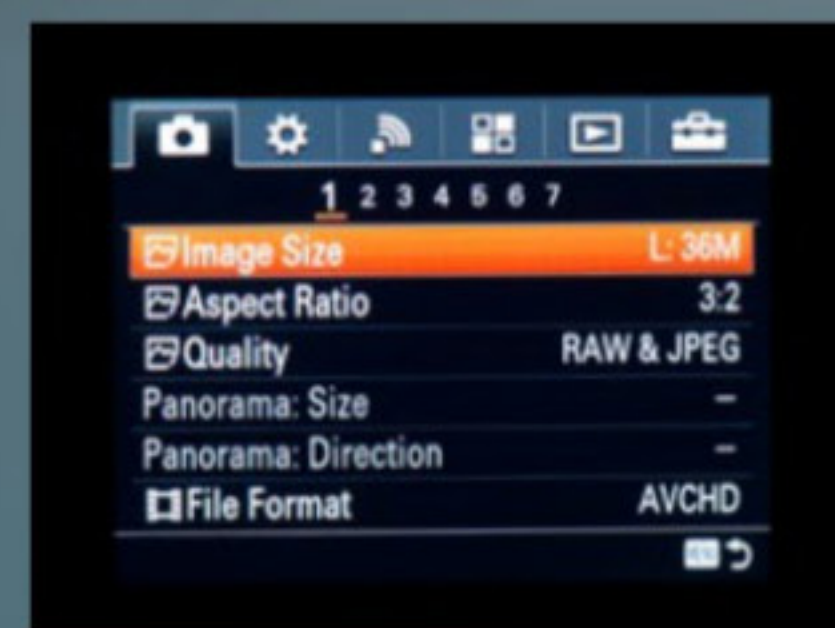 1 2 3 4 5 6 7
Image Size L: 36M
Aspect Ratio 3:2
Quality RAW & JPEG
Panorama: Size –
Panorama: Direction –
File Format AVCHD